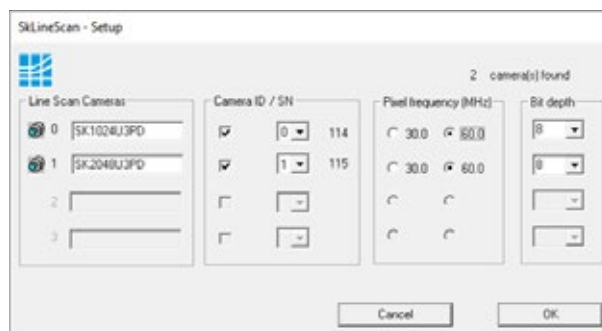 SkLineScan - Setup
2 camera(s) found
Line Scan Cameras
Camera ID / SN
Pixel frequency (MHz)
Bit depth
0 SK1024U3PD 0 114 30.0 60.0 8
1 SK2048U3PD 1 115 30.0 60.0 8
2
3
Cancel
OK